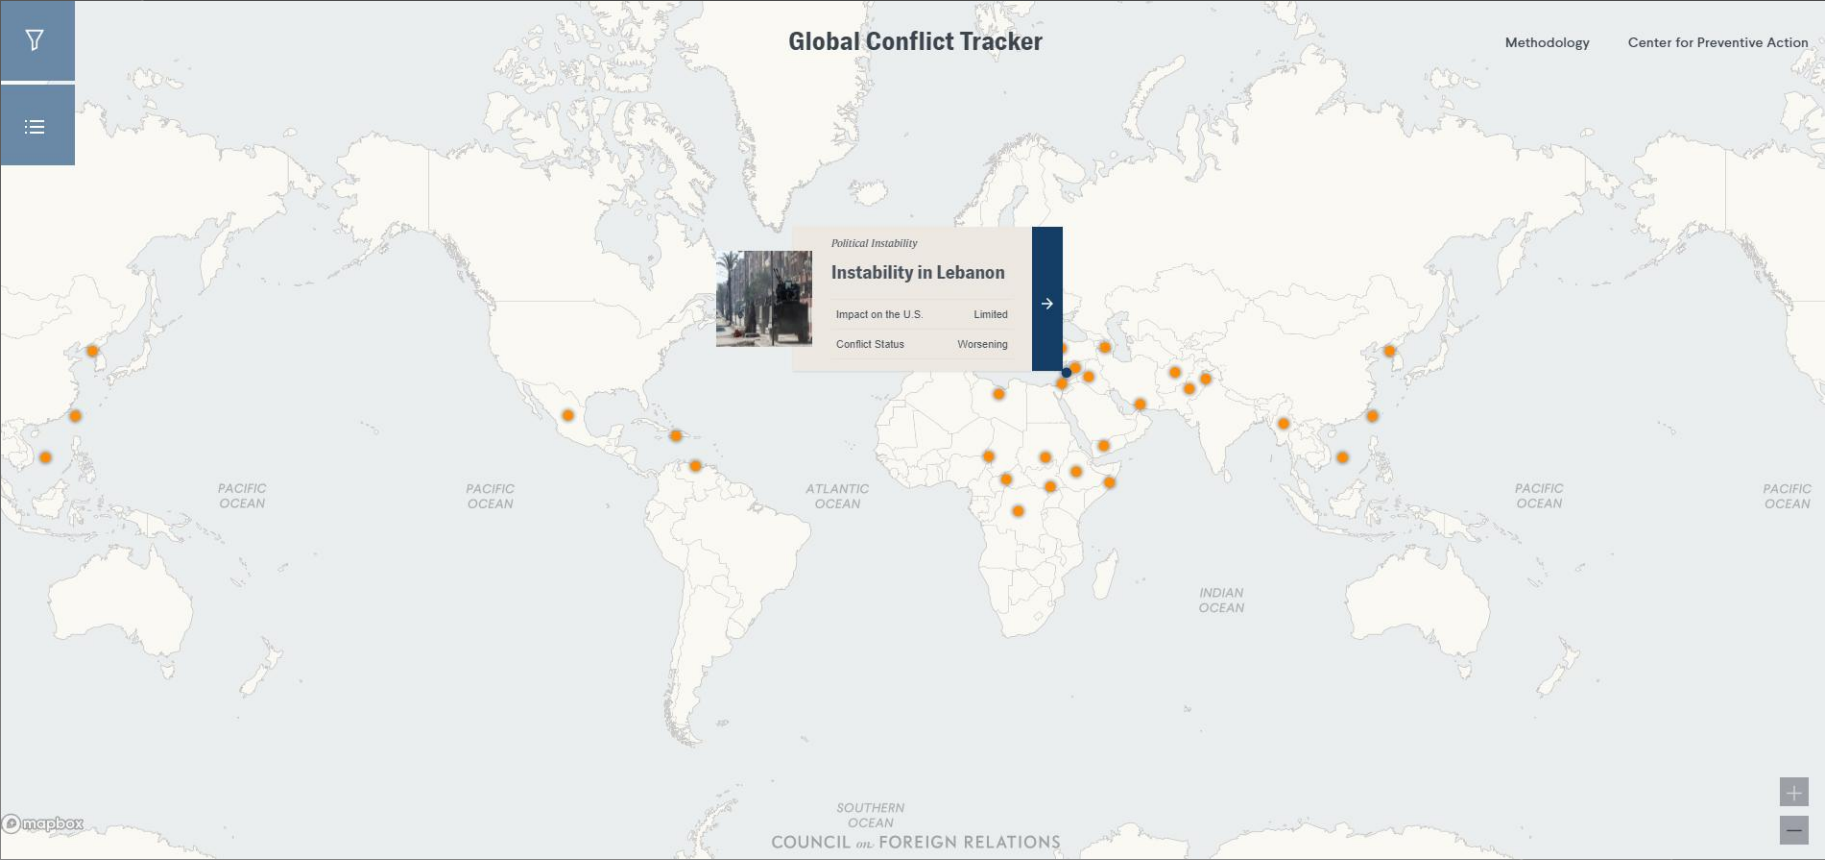 Global Conflict Tracker
Methodology
Center for Preventive Action
Political Instability
Instability in Lebanon
Impact on the U.S. Limited
Conflict Status Worsening
PACIFIC
OCEAN
PACIFIC
OCEAN
ATLANTIC
OCEAN
PACIFIC
OCEAN
PACIFIC
OCEAN
INDIAN
OCEAN
SOUTHERN
OCEAN
mapbox
COUNCIL on FOREIGN RELATIONS